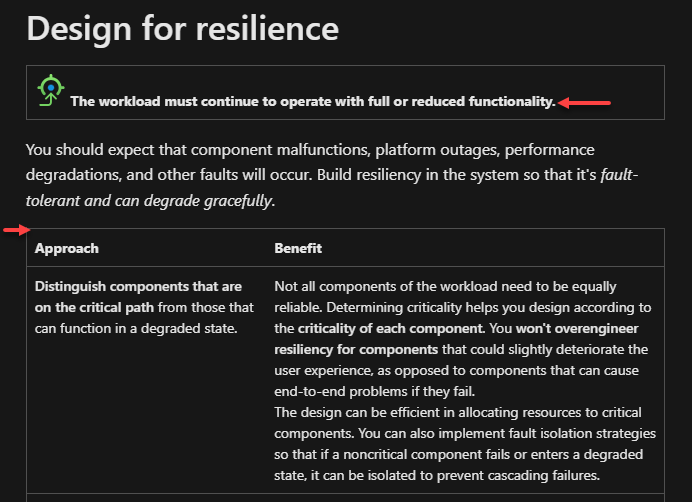 Design for resilience
The workload must continue to operate with full or reduced functionality.
You should expect that component malfunctions, platform outages, performance
degradations, and other faults will occur. Build resiliency in the system so that it's fault-
tolerant and can degrade gracefully.
Approach
Benefit
Distinguish components that are
on the critical path from those that
can function in a degraded state.
Not all components of the workload need to be equally
reliable. Determining criticality helps you design according to
the criticality of each component. You won't overengineer
resiliency for components that could slightly deteriorate the
user experience, as opposed to components that can cause
end-to-end problems if they fail.
The design can be efficient in allocating resources to critical
components. You can also implement fault isolation strategies
so that if a noncritical component fails or enters a degraded
state, it can be isolated to prevent cascading failures.